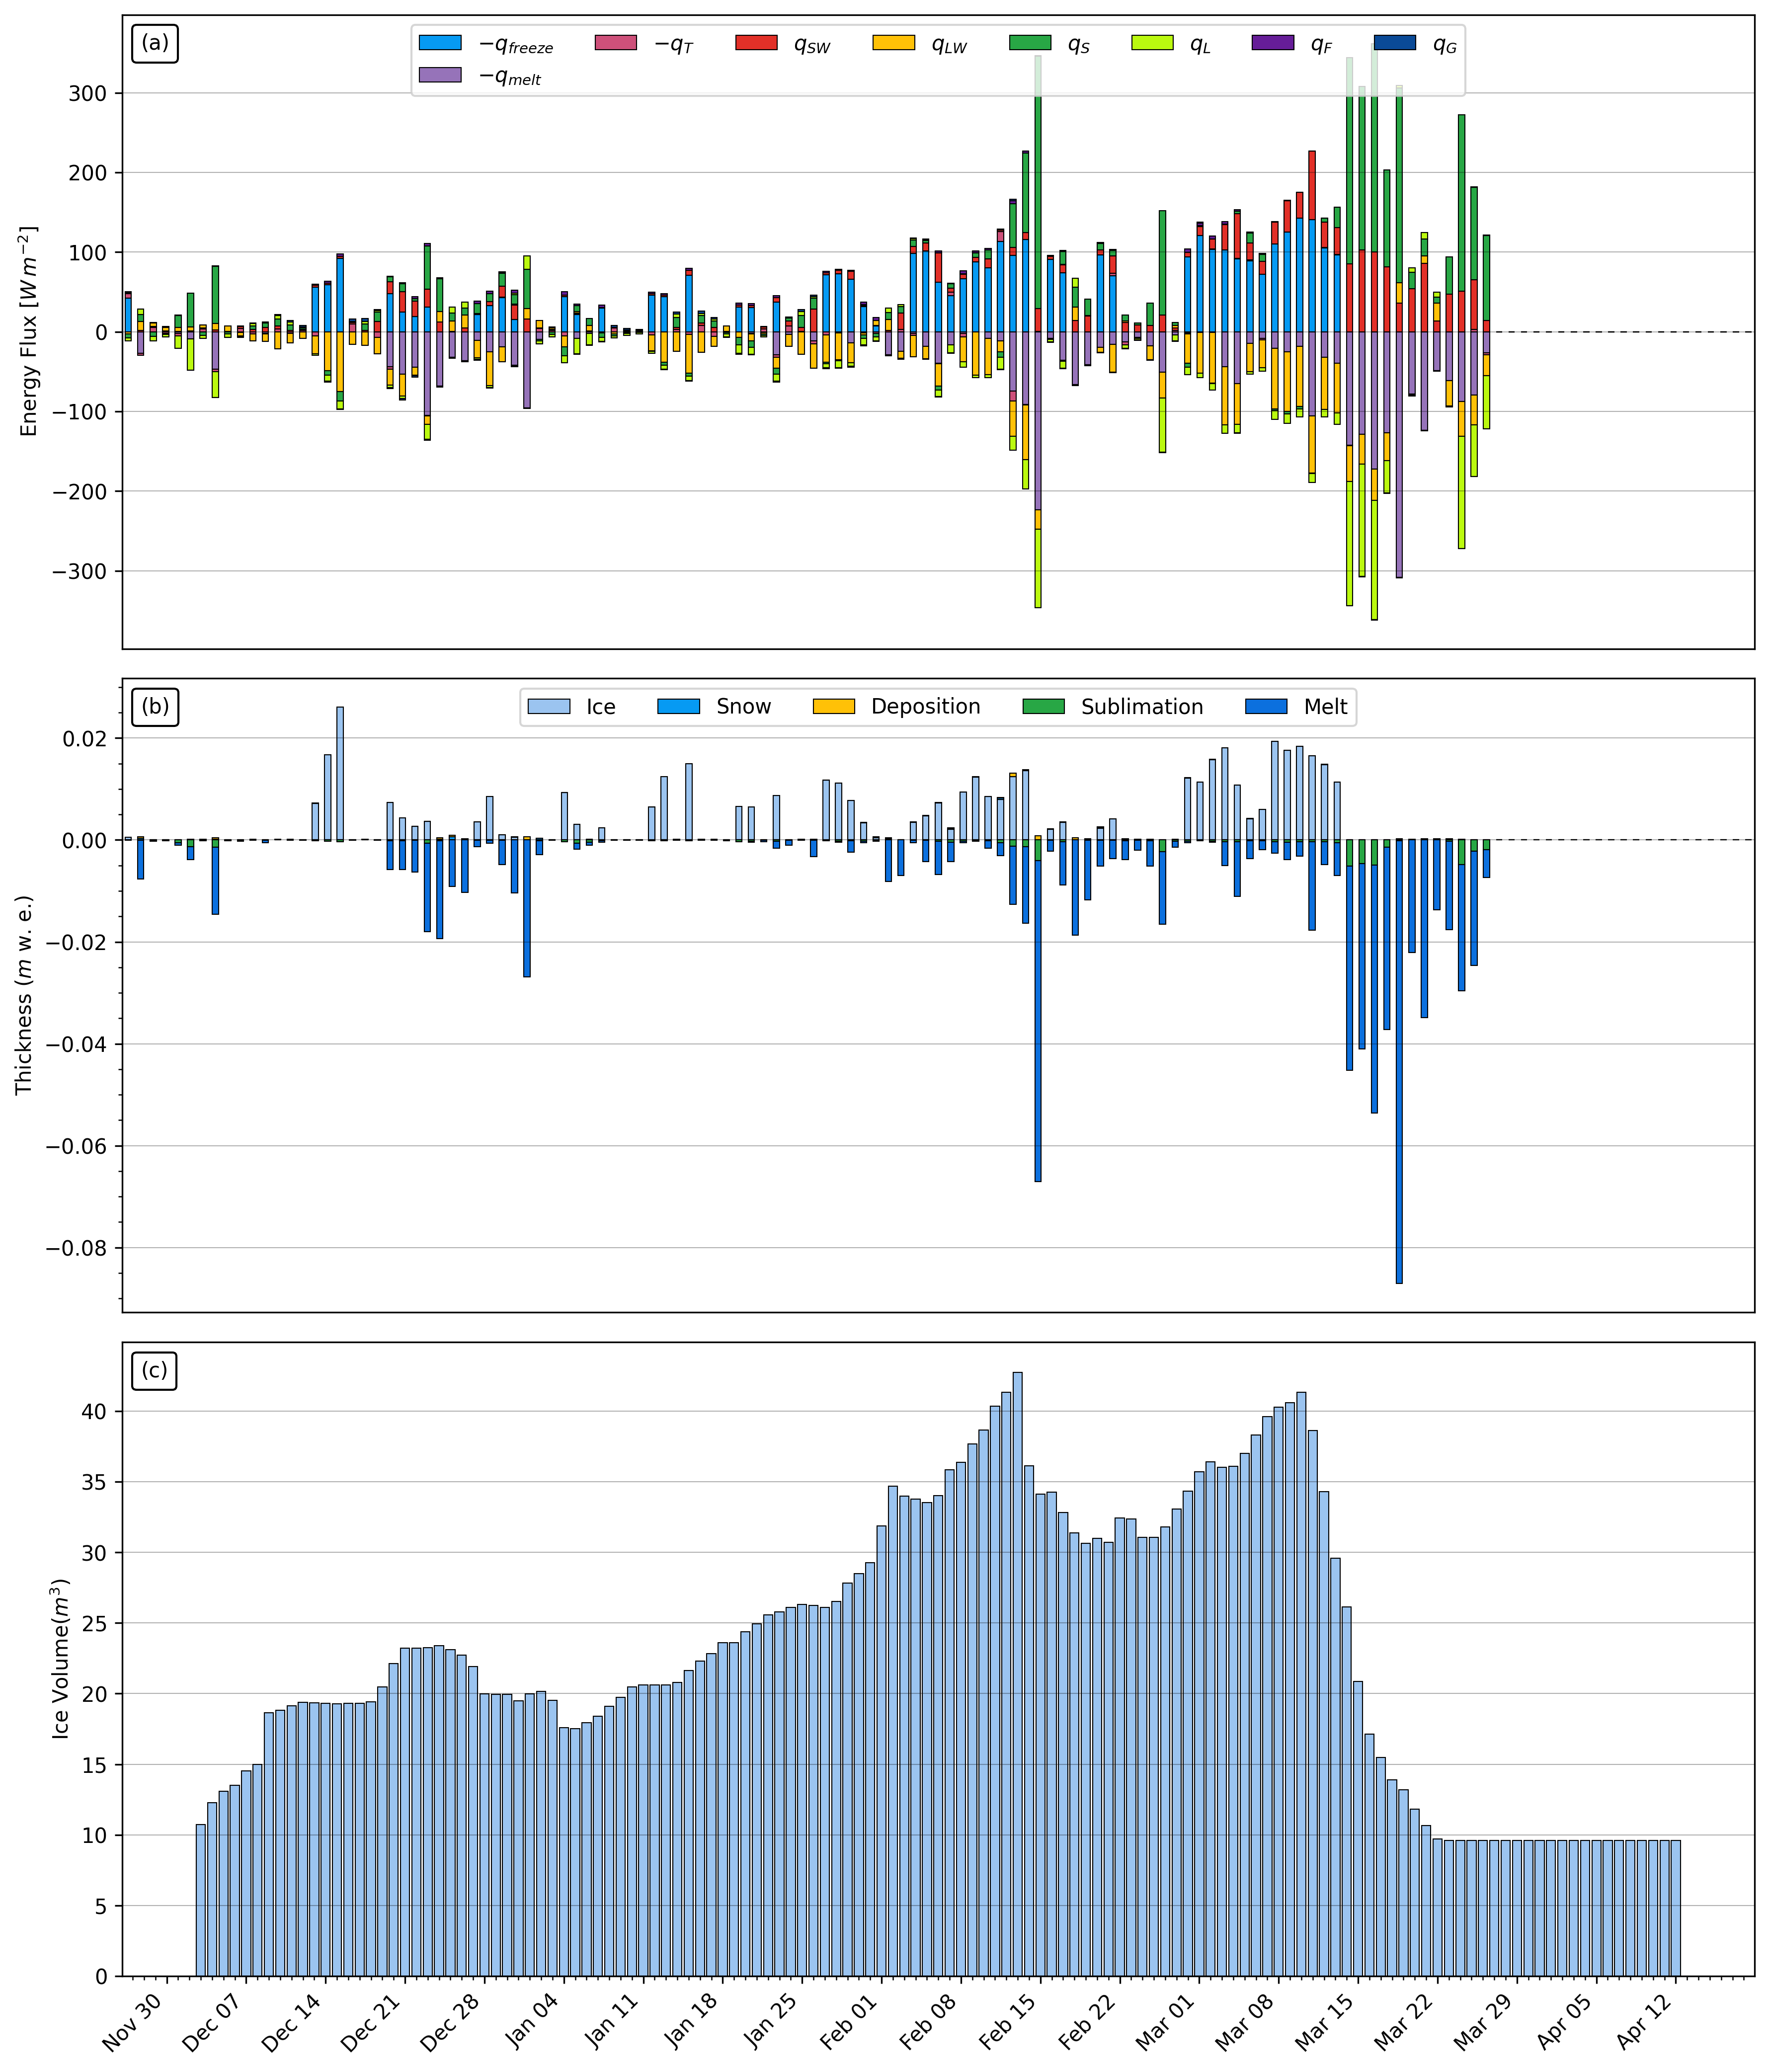 (a)
−q_freeze −q_T q_SW q_LW q_S q_L q_F q_G
−q_melt
300
200
100
0
−100
−200
−300
Energy Flux [W m⁻²]
(b)
Ice Snow Deposition Sublimation Melt
0.02
0.00
−0.02
−0.04
−0.06
−0.08
Thickness (m w. e.)
(c)
40
35
30
25
20
15
10
5
0
Ice Volume(m³)
Nov 30 Dec 07 Dec 14 Dec 21 Dec 28 Jan 04 Jan 11 Jan 18 Jan 25 Feb 01 Feb 08 Feb 15 Feb 22 Mar 01 Mar 08 Mar 15 Mar 22 Mar 29 Apr 05 Apr 12